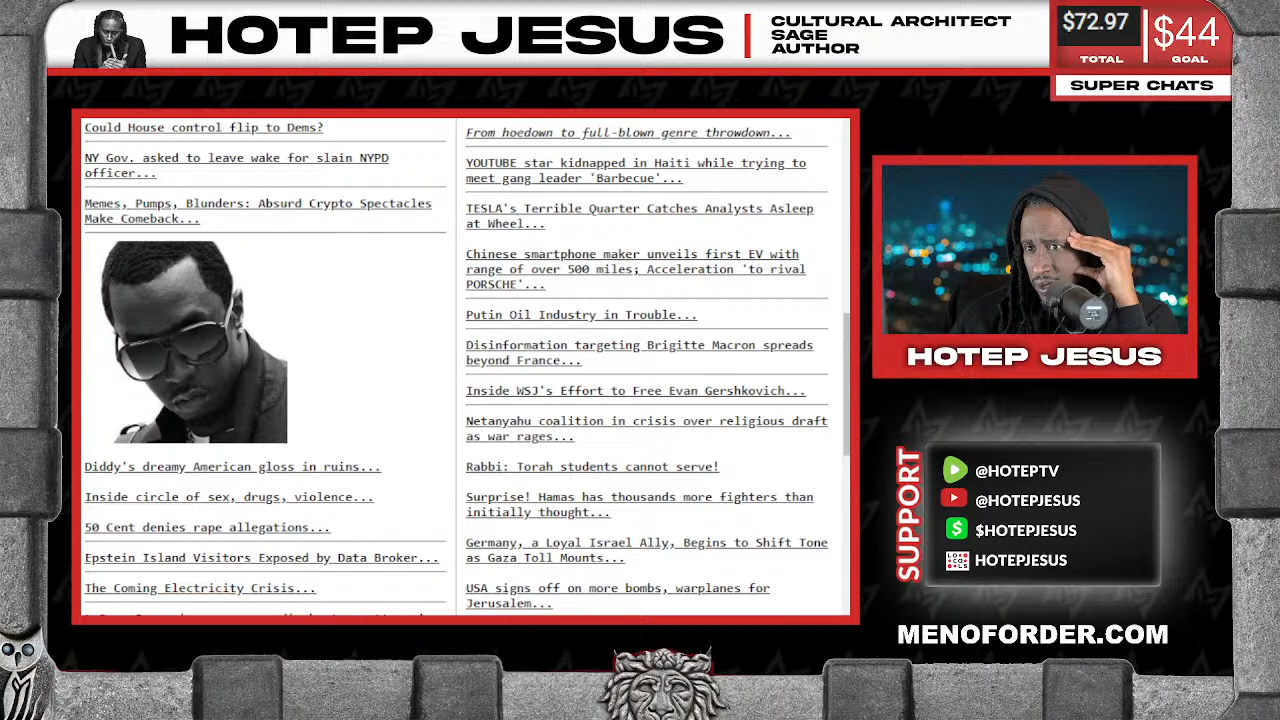 HOTEP JESUS
CULTURAL ARCHITECT
SAGE
AUTHOR
$72.97
TOTAL
$44
GOAL
SUPER CHATS
Could House control flip to Dems?
NY Gov. asked to leave wake for slain NYPD
officer...
Memes, Pumps, Blunders: Absurd Crypto Spectacles
Make Comeback...
Diddy's dreamy American gloss in ruins...
Inside circle of sex, drugs, violence...
50 Cent denies rape allegations...
Epstein Island Visitors Exposed by Data Broker...
The Coming Electricity Crisis...
From hoedown to full-blown genre throwdown...
YOUTUBE star kidnapped in Haiti while trying to
meet gang leader 'Barbecue'...
TESLA's Terrible Quarter Catches Analysts Asleep
at Wheel...
Chinese smartphone maker unveils first EV with
range of over 500 miles; Acceleration 'to rival
PORSCHE'...
Putin Oil Industry in Trouble...
Disinformation targeting Brigitte Macron spreads
beyond France...
Inside WSJ's Effort to Free Evan Gershkovich...
Netanyahu coalition in crisis over religious draft
as war rages...
Rabbi: Torah students cannot serve!
Surprise! Hamas has thousands more fighters than
initially thought...
Germany, a Loyal Israel Ally, Begins to Shift Tone
as Gaza Toll Mounts...
USA signs off on more bombs, warplanes for
Jerusalem...
HOTEP JESUS
SUPPORT
@HOTEPTV
@HOTEPJESUS
$HOTEPJESUS
LO
CA
LS
HOTEPJESUS
MENOFORDER.COM